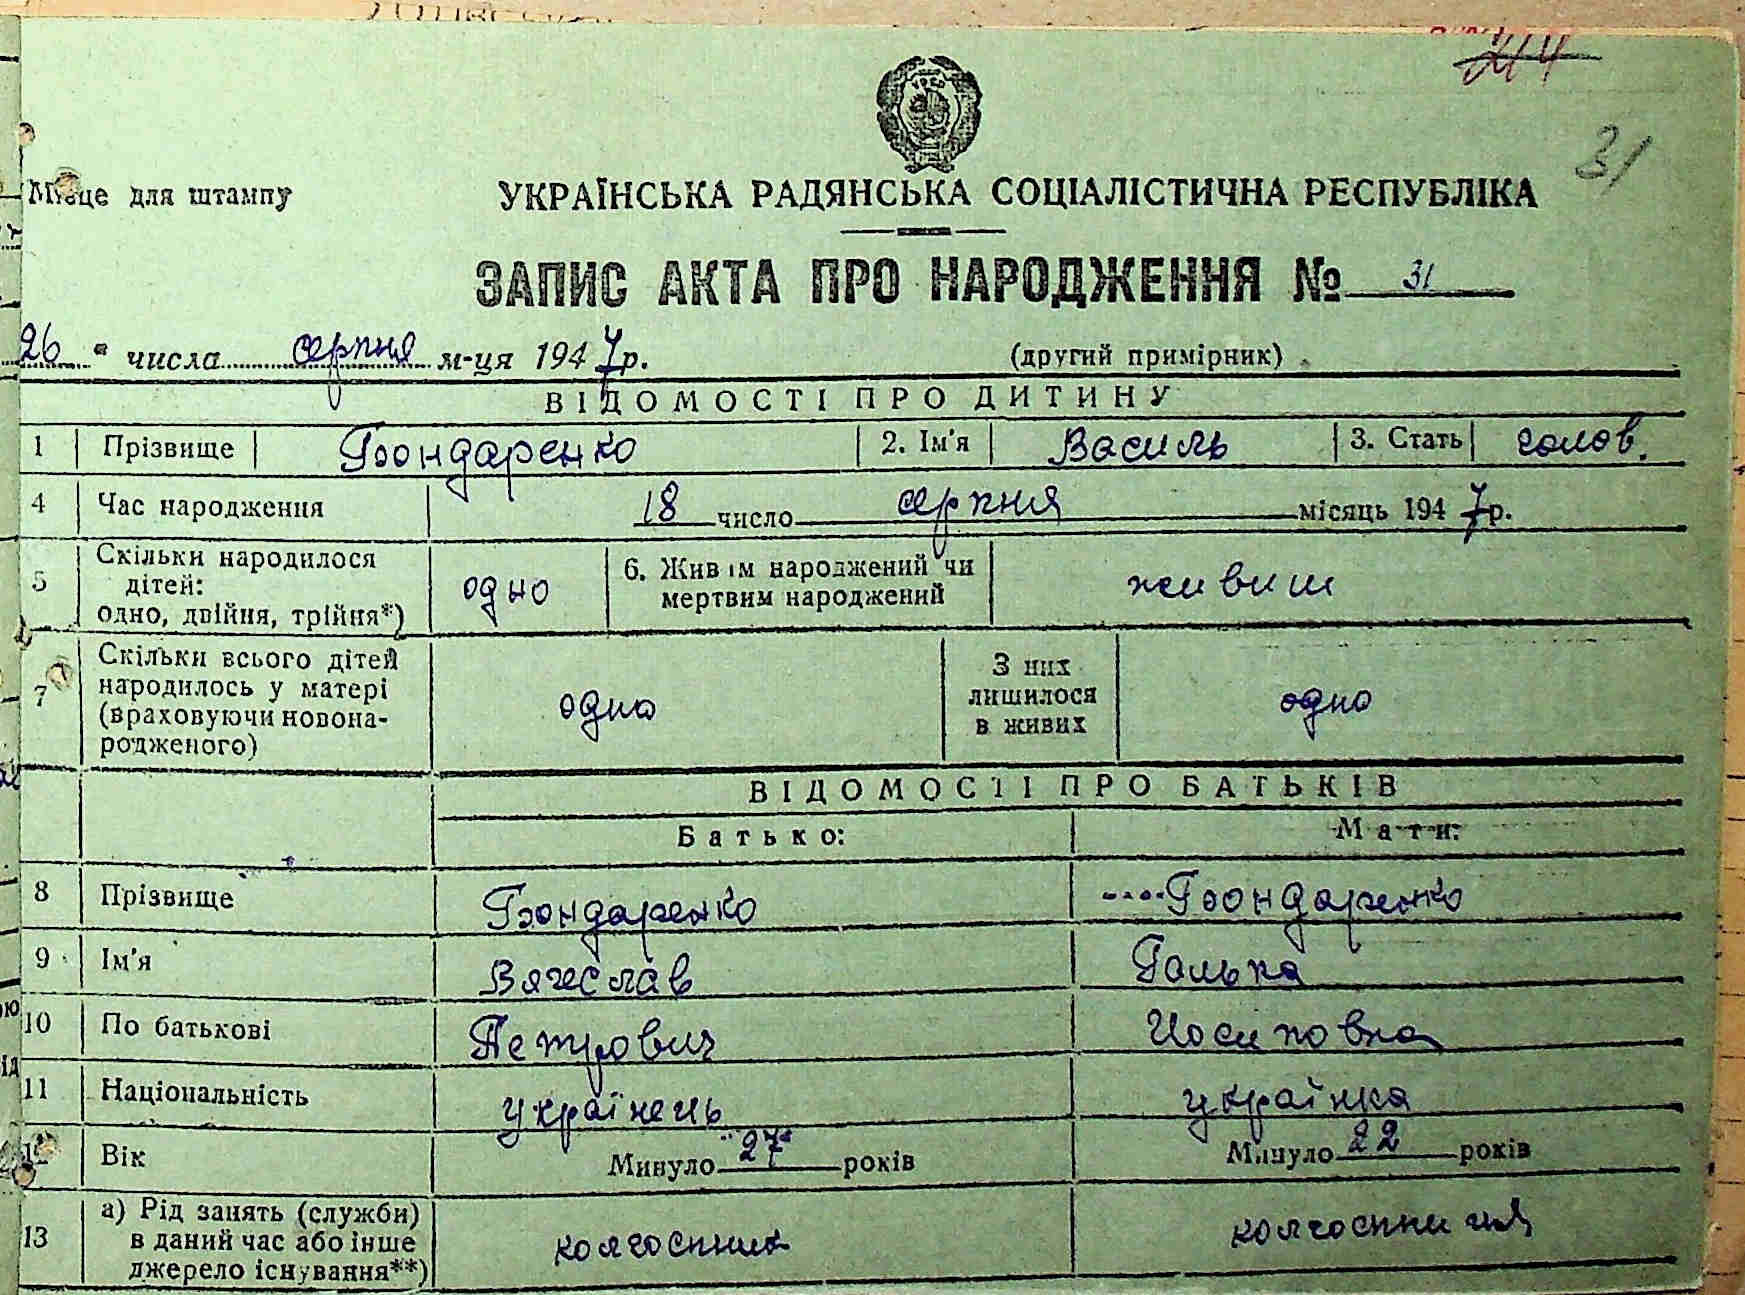 214
31
УРСР
Місце для штампу
УКРАЇНСЬКА РАДЯНСЬКА СОЦІАЛІСТИЧНА РЕСПУБЛІКА
ЗАПИС АКТА ПРО НАРОДЖЕННЯ № 31
26 " числа серпня м-ця 1947 р. (другий примірник)
ВІДОМОСТІ ПРО ДИТИНУ
1 Прізвище Бондаренко 2. Ім'я Василь 3. Стать чолов.
4 Час народження 18 число серпня місяць 1947 р.
5 Скільки народилося дітей: одно, двійня, трійня*) одно 6. Живим народжений чи мертвим народжений живим
7 Скільки всього дітей народилось у матері (враховуючи новонародженого) одно З них лишилося в живих одно
ВІДОМОСТІ ПРО БАТЬКІВ
Батько: Мати:
8 Прізвище Бондаренко Бондаренко
9 Ім'я Вячеслав Галька
10 По батькові Петрович Йосиповна
11 Національність українець українка
12 Вік Минуло 27 років Минуло 22 років
13 а) Рід занять (служби) в даний час або інше джерело існування**) колгоспник колгоспниця